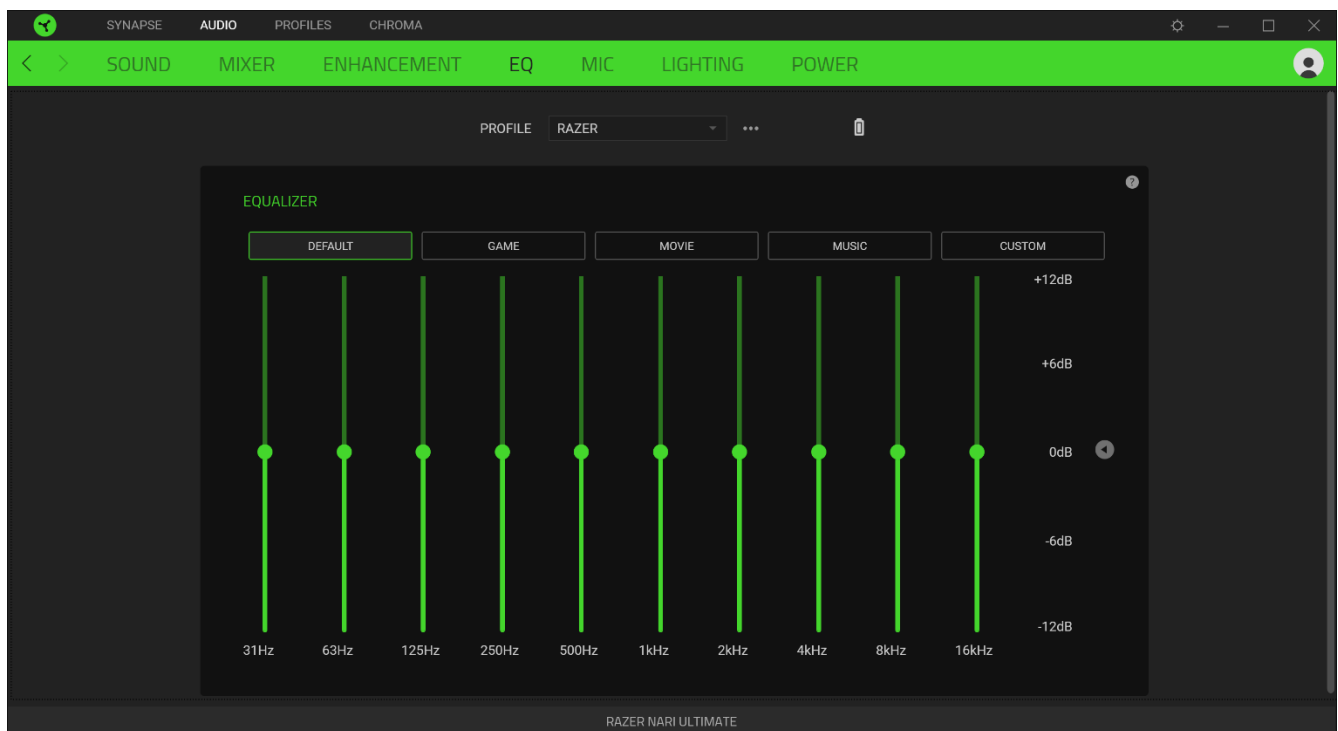 SYNAPSE AUDIO PROFILES CHROMA
SOUND MIXER ENHANCEMENT EQ MIC LIGHTING POWER
PROFILE RAZER
?
EQUALIZER
DEFAULT GAME MOVIE MUSIC CUSTOM
+12dB
+6dB
0dB
-6dB
-12dB
31Hz 63Hz 125Hz 250Hz 500Hz 1kHz 2kHz 4kHz 8kHz 16kHz
RAZER NARI ULTIMATE